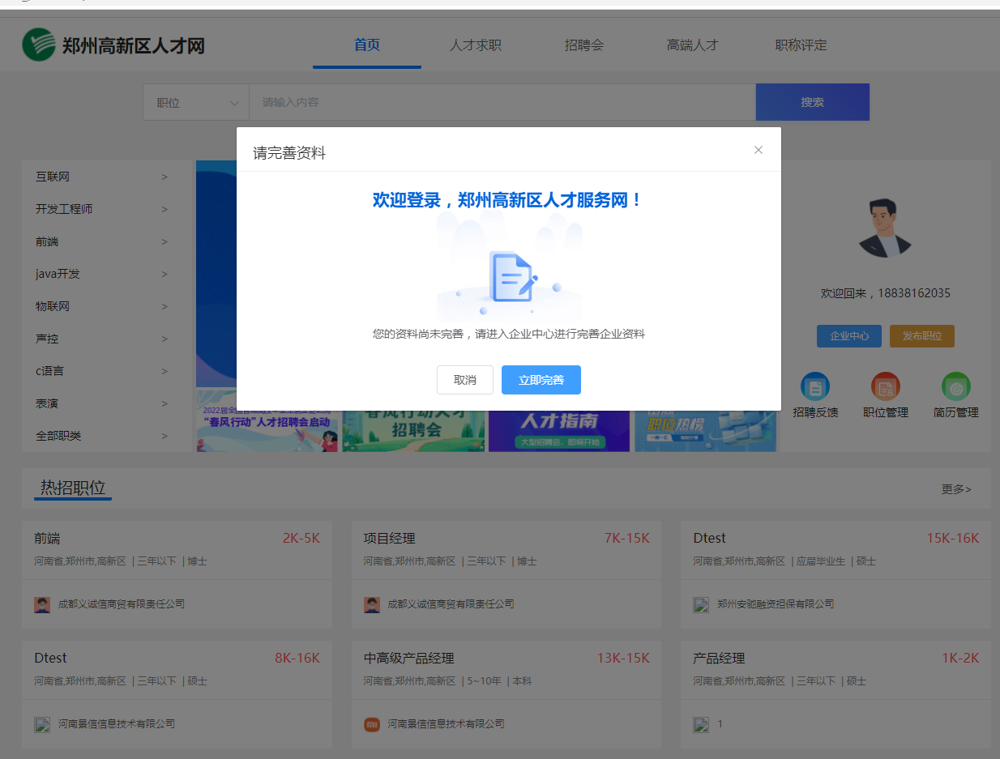 郑州高新区人才网
首页
人才求职
招聘会
高端人才
职称评定
职位
请输入内容
搜索
请完善资料
欢迎登录，郑州高新区人才服务网！
您的资料尚未完善，请进入企业中心进行完善企业资料
取消
立即完善
互联网 >
开发工程师 >
前端 >
java开发 >
物联网 >
声控 >
c语言 >
表演 >
全部职类 >
欢迎回来，18838162035
企业中心
发布职位
招聘反馈
职位管理
简历管理
“春风行动”人才招聘会启动
春风行动人才
招聘会
人才指南
大型招聘会，即将开始
职位热榜
热招职位
更多>
前端 2K-5K
河南省,郑州市,高新区 | 三年以下 | 博士
成都义诚信商贸有限责任公司
项目经理 7K-15K
河南省,郑州市,高新区 | 三年以下 | 博士
成都义诚信商贸有限责任公司
Dtest 15K-16K
河南省,郑州市,高新区 | 应届毕业生 | 硕士
郑州安驰融资担保有限公司
Dtest 8K-16K
河南省,郑州市,高新区 | 三年以下 | 硕士
河南景信信息技术有限公司
中高级产品经理 13K-15K
河南省,郑州市,高新区 | 5~10年 | 本科
河南景信信息技术有限公司
产品经理 1K-2K
河南省,郑州市,高新区 | 三年以下 | 硕士
1